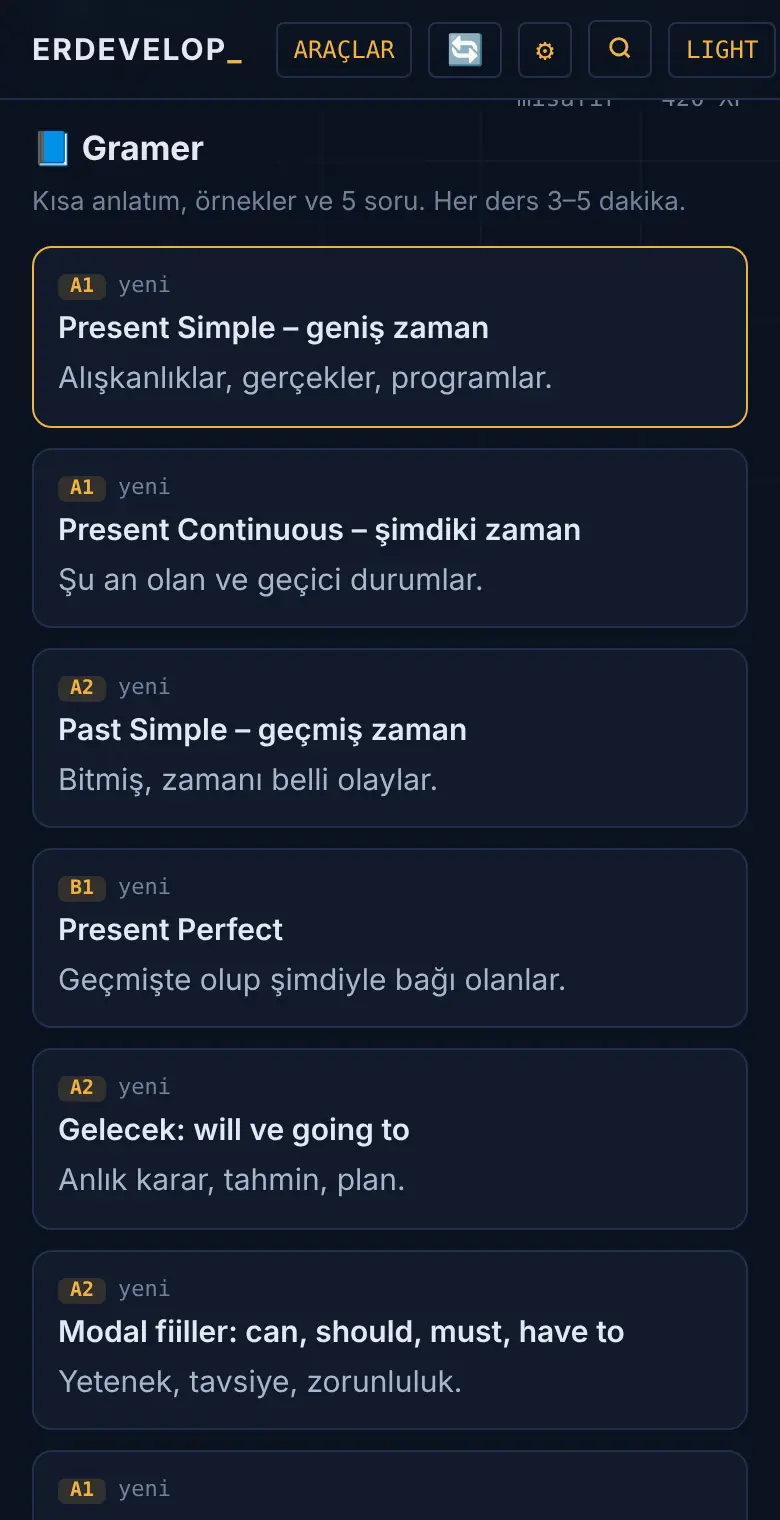 ERDEVELOP_ ARAÇLAR LIGHT
Gramer
Kısa anlatım, örnekler ve 5 soru. Her ders 3–5 dakika.
A1 yeni
Present Simple – geniş zaman
Alışkanlıklar, gerçekler, programlar.
A1 yeni
Present Continuous – şimdiki zaman
Şu an olan ve geçici durumlar.
A2 yeni
Past Simple – geçmiş zaman
Bitmiş, zamanı belli olaylar.
B1 yeni
Present Perfect
Geçmişte olup şimdiyle bağı olanlar.
A2 yeni
Gelecek: will ve going to
Anlık karar, tahmin, plan.
A2 yeni
Modal fiiller: can, should, must, have to
Yetenek, tavsiye, zorunluluk.
A1 yeni